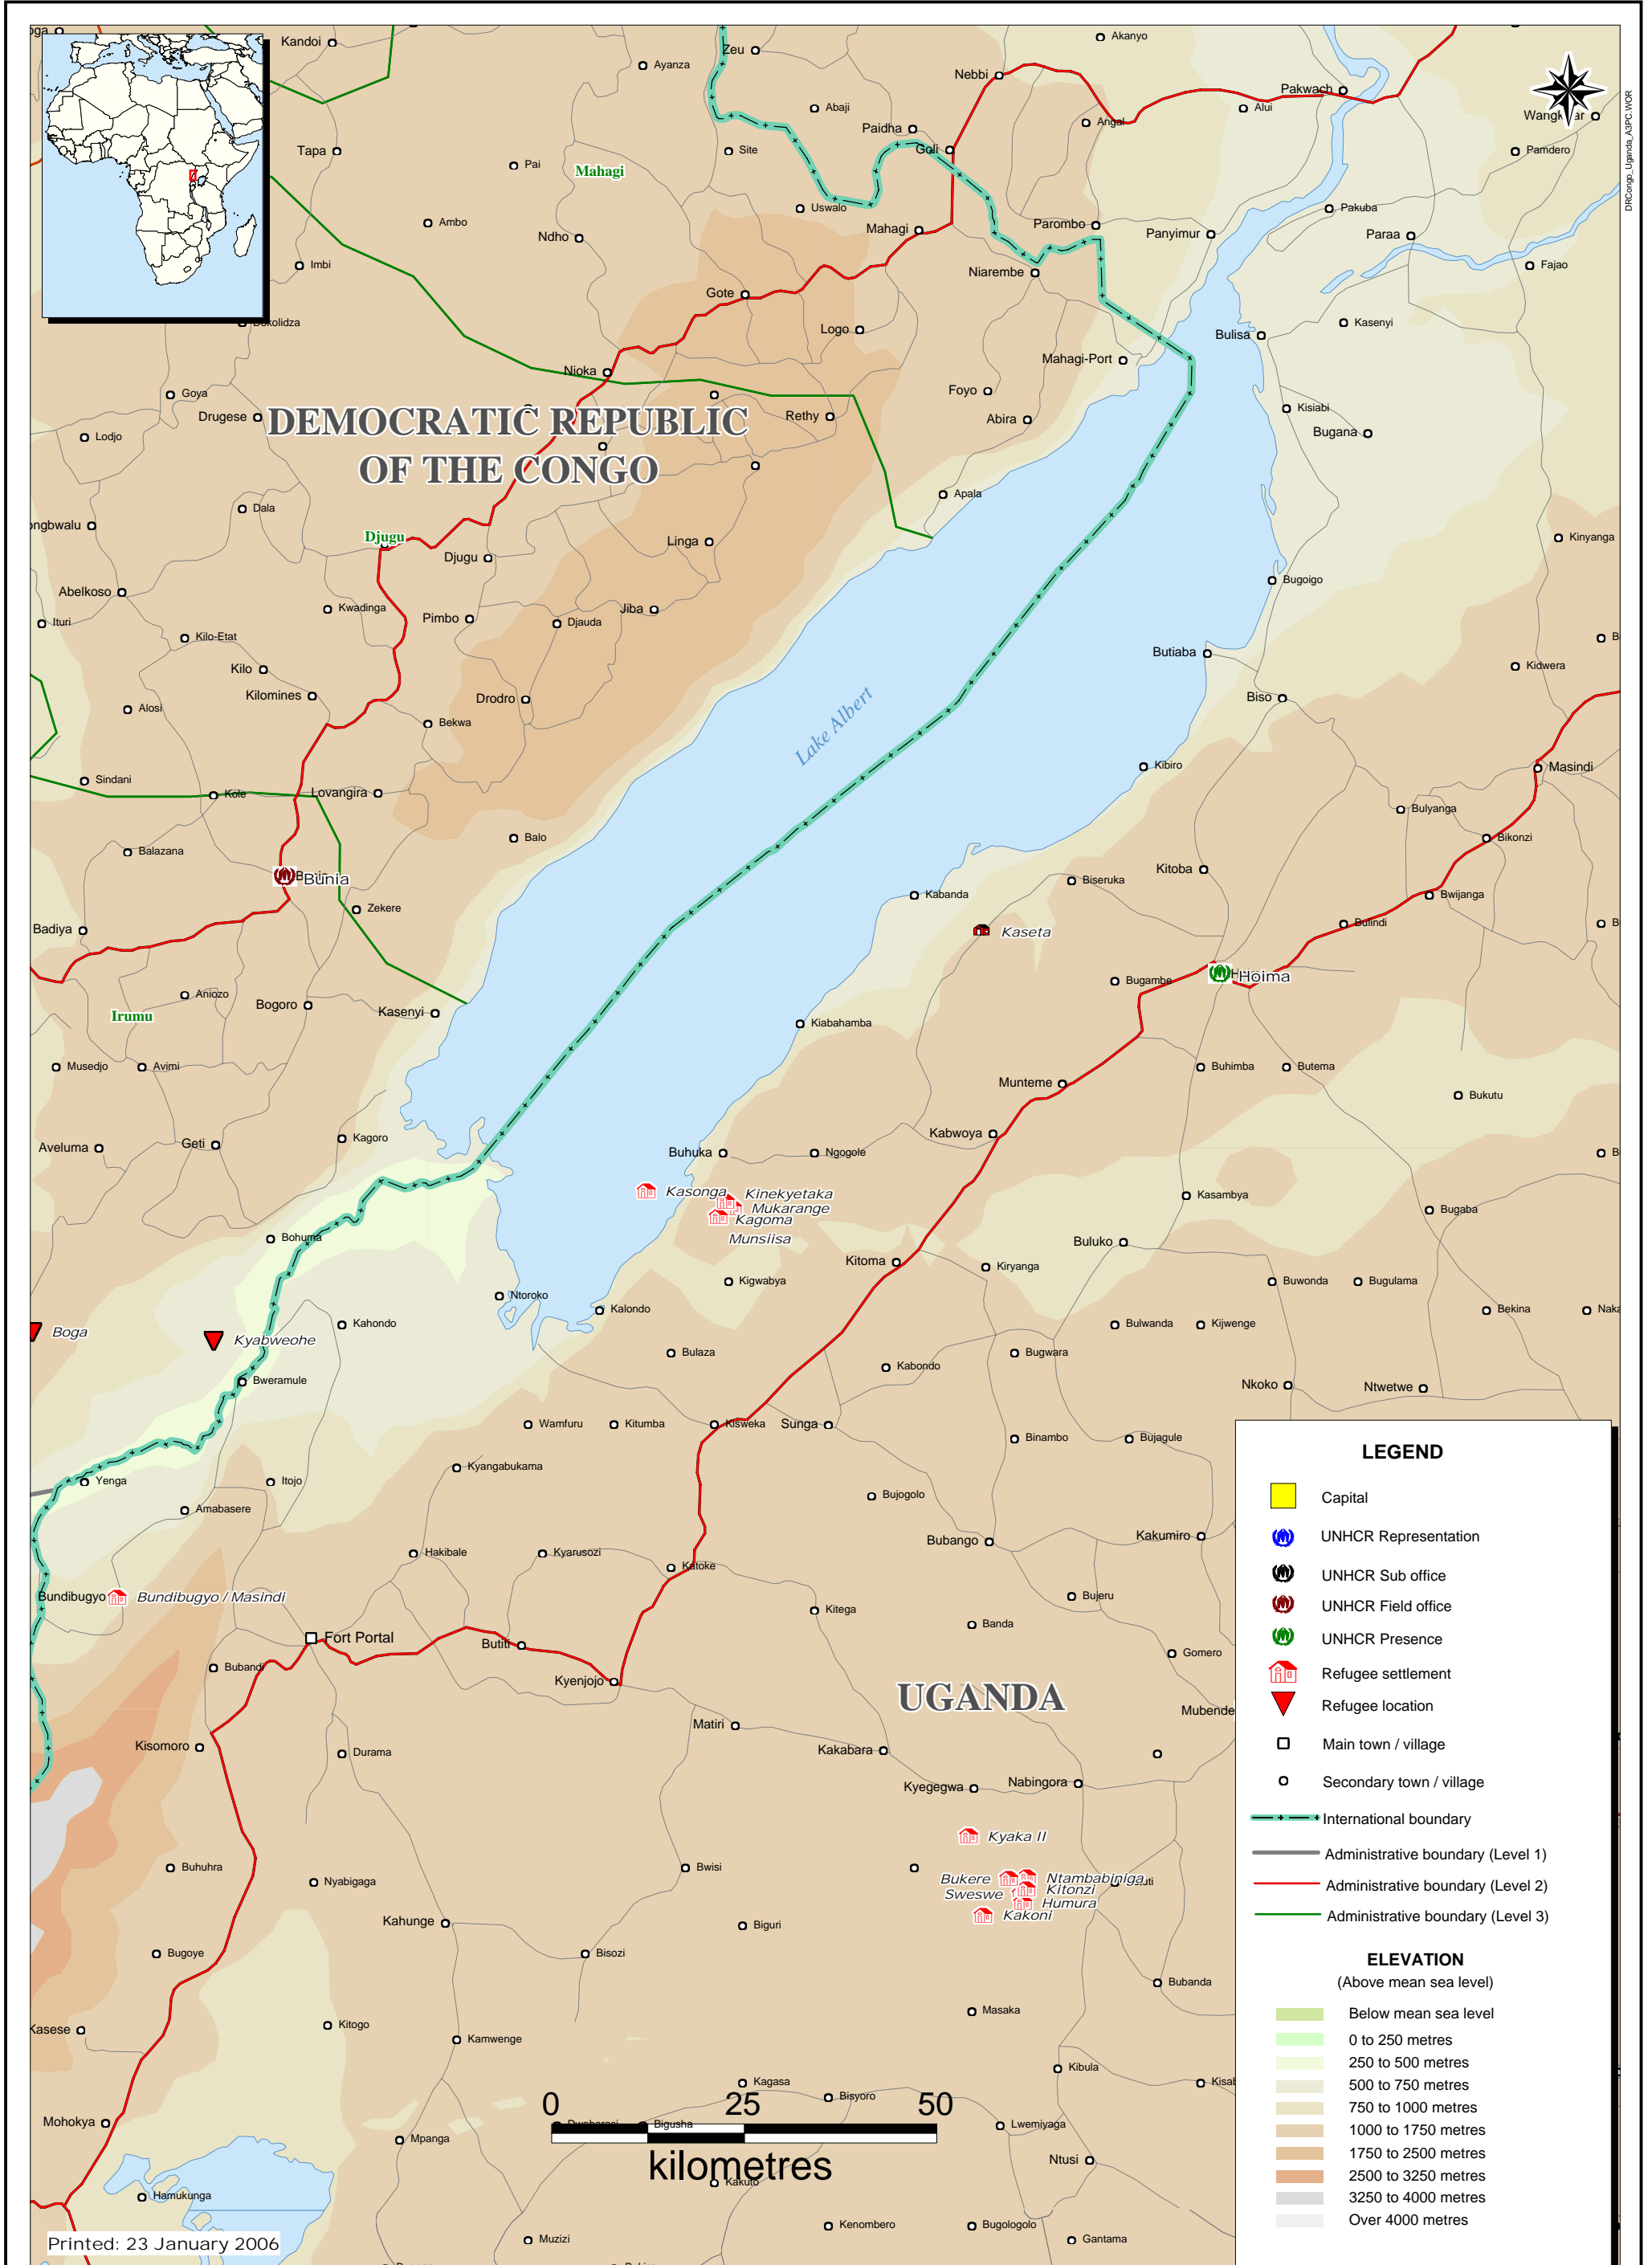 Kandoi
Ayanza
Zeu
Akanyo
Nebbi
Pakwach
Abaji
Alui
Paidha
Angal
Pamdero
Tapa
Pai
Site
Goli
Mahagi
Uswalo
Pakuba
Ambo
Ndho
Mahagi
Parombo
Panyimur
Paraa
Imbi
Niarembe
Fajao
Gote
Logo
Kasenyi
Bulisa
Mahagi-Port
Nioka
Foyo
Goya
Drugese
Rethy
Abira
Kisiabi
Bugana
Lodjo
DEMOCRATIC REPUBLIC
OF THE CONGO
Apala
Dala
Djugu
Linga
Kinyanga
Djugu
Abelkoso
Bugoigo
Kwadinga
Jiba
Ituri
Pimbo
Djauda
Kilo-Etat
Butiaba
Kidwera
Kilo
Kilomines
Drodro
Biso
Alosi
Bekwa
Lake Albert
Kibiro
Masindi
Sindani
Kole
Lovangira
Bulyanga
Balo
Bikonzi
Balazana
Kitoba
Bunia
Biseruka
Kabanda
Bwijanga
Zekere
Badiya
Kaseta
Bulindi
Hoima
Bugambe
Aniozo
Bogoro
Kasenyi
Irumu
Kiabahamba
Musedjo
Avimi
Munteme
Buhimba
Butema
Bukutu
Kagoro
Kabwoya
Aveluma
Geti
Buhuka
Ngogole
Kasonga
Kinekyetaka
Mukarange
Kagoma
Munsiisa
Kasambya
Bugaba
Bohuma
Buluko
Kitoma
Kiryanga
Kigwabya
Buwonda
Bugulama
Ntoroko
Kalondo
Bekina
Naka
Boga
Kyabweohe
Kahondo
Bulwanda
Kijwenge
Bulaza
Kabondo
Bugwara
Bweramule
Nkoko
Ntwetwe
Wamfuru
Kitumba
Kisweka
Sunga
Binambo
Bujagule
Kyangabukama
Yenga
Itojo
Amabasere
Bujogolo
Bubango
Kakumiro
Hakibale
Kyarusozi
Katoke
Bundibugyo
Bundibugyo / Masindi
Bujeru
Kitega
Banda
Fort Portal
Butiti
Gomero
Bubandi
Kyenjojo
UGANDA
Mubende
Matiri
Kisomoro
Durama
Kakabara
Kyegegwa
Nabingora
Kyaka II
Buhuhra
Nyabigaga
Bwisi
Bukere
Ntambabiniga
Sweswe
Kitonzi
Humura
Kakoni
Kahunge
Biguri
Bugoye
Bisozi
Bubanda
Masaka
Kasese
Kitogo
Kamwenge
Kibula
Kagasa
Bisyoro
0 25 50
Mohokya
Bigusha
Lwemiyaga
Mpanga
kilometres
Ntusi
Kakuto
Hamukunga
Kenombero
Bugologolo
Muzizi
Gantama
Printed: 23 January 2006
DRCongo_Uganda_A3PC.WOR
LEGEND
Capital
UNHCR Representation
UNHCR Sub office
UNHCR Field office
UNHCR Presence
Refugee settlement
Refugee location
Main town / village
Secondary town / village
International boundary
Administrative boundary (Level 1)
Administrative boundary (Level 2)
Administrative boundary (Level 3)
ELEVATION
(Above mean sea level)
Below mean sea level
0 to 250 metres
250 to 500 metres
500 to 750 metres
750 to 1000 metres
1000 to 1750 metres
1750 to 2500 metres
2500 to 3250 metres
3250 to 4000 metres
Over 4000 metres